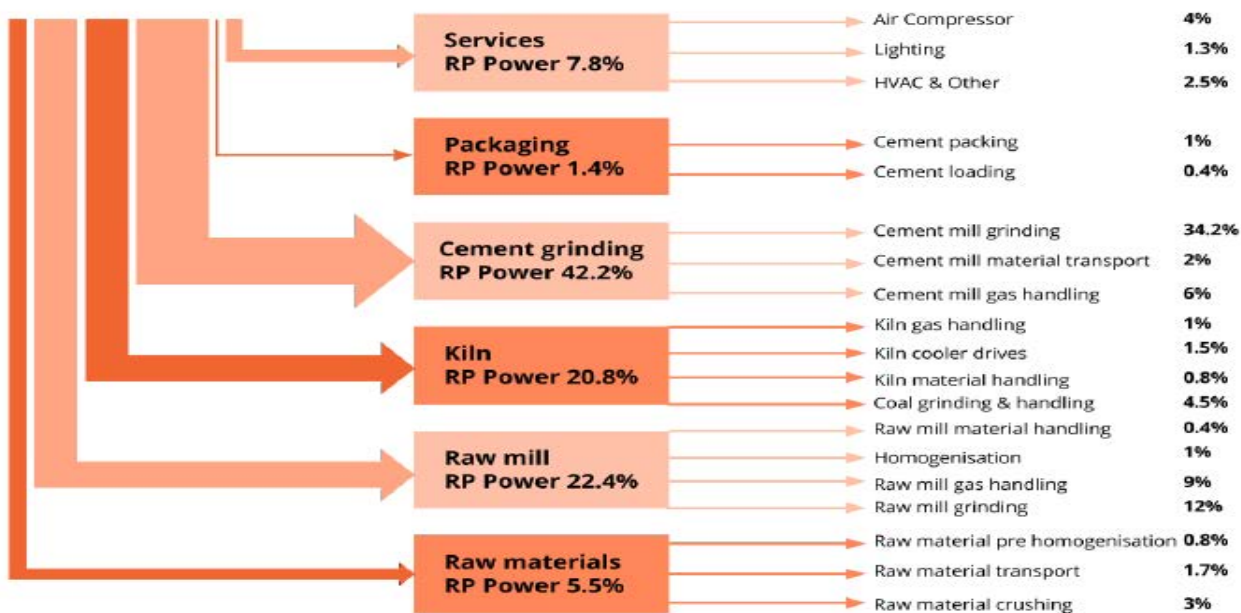 Services
RP Power 7.8%
Air Compressor 4%
Lighting 1.3%
HVAC & Other 2.5%
Packaging
RP Power 1.4%
Cement packing 1%
Cement loading 0.4%
Cement grinding
RP Power 42.2%
Cement mill grinding 34.2%
Cement mill material transport 2%
Cement mill gas handling 6%
Kiln
RP Power 20.8%
Kiln gas handling 1%
Kiln cooler drives 1.5%
Kiln material handling 0.8%
Coal grinding & handling 4.5%
Raw mill
RP Power 22.4%
Raw mill material handling 0.4%
Homogenisation 1%
Raw mill gas handling 9%
Raw mill grinding 12%
Raw materials
RP Power 5.5%
Raw material pre homogenisation 0.8%
Raw material transport 1.7%
Raw material crushing 3%